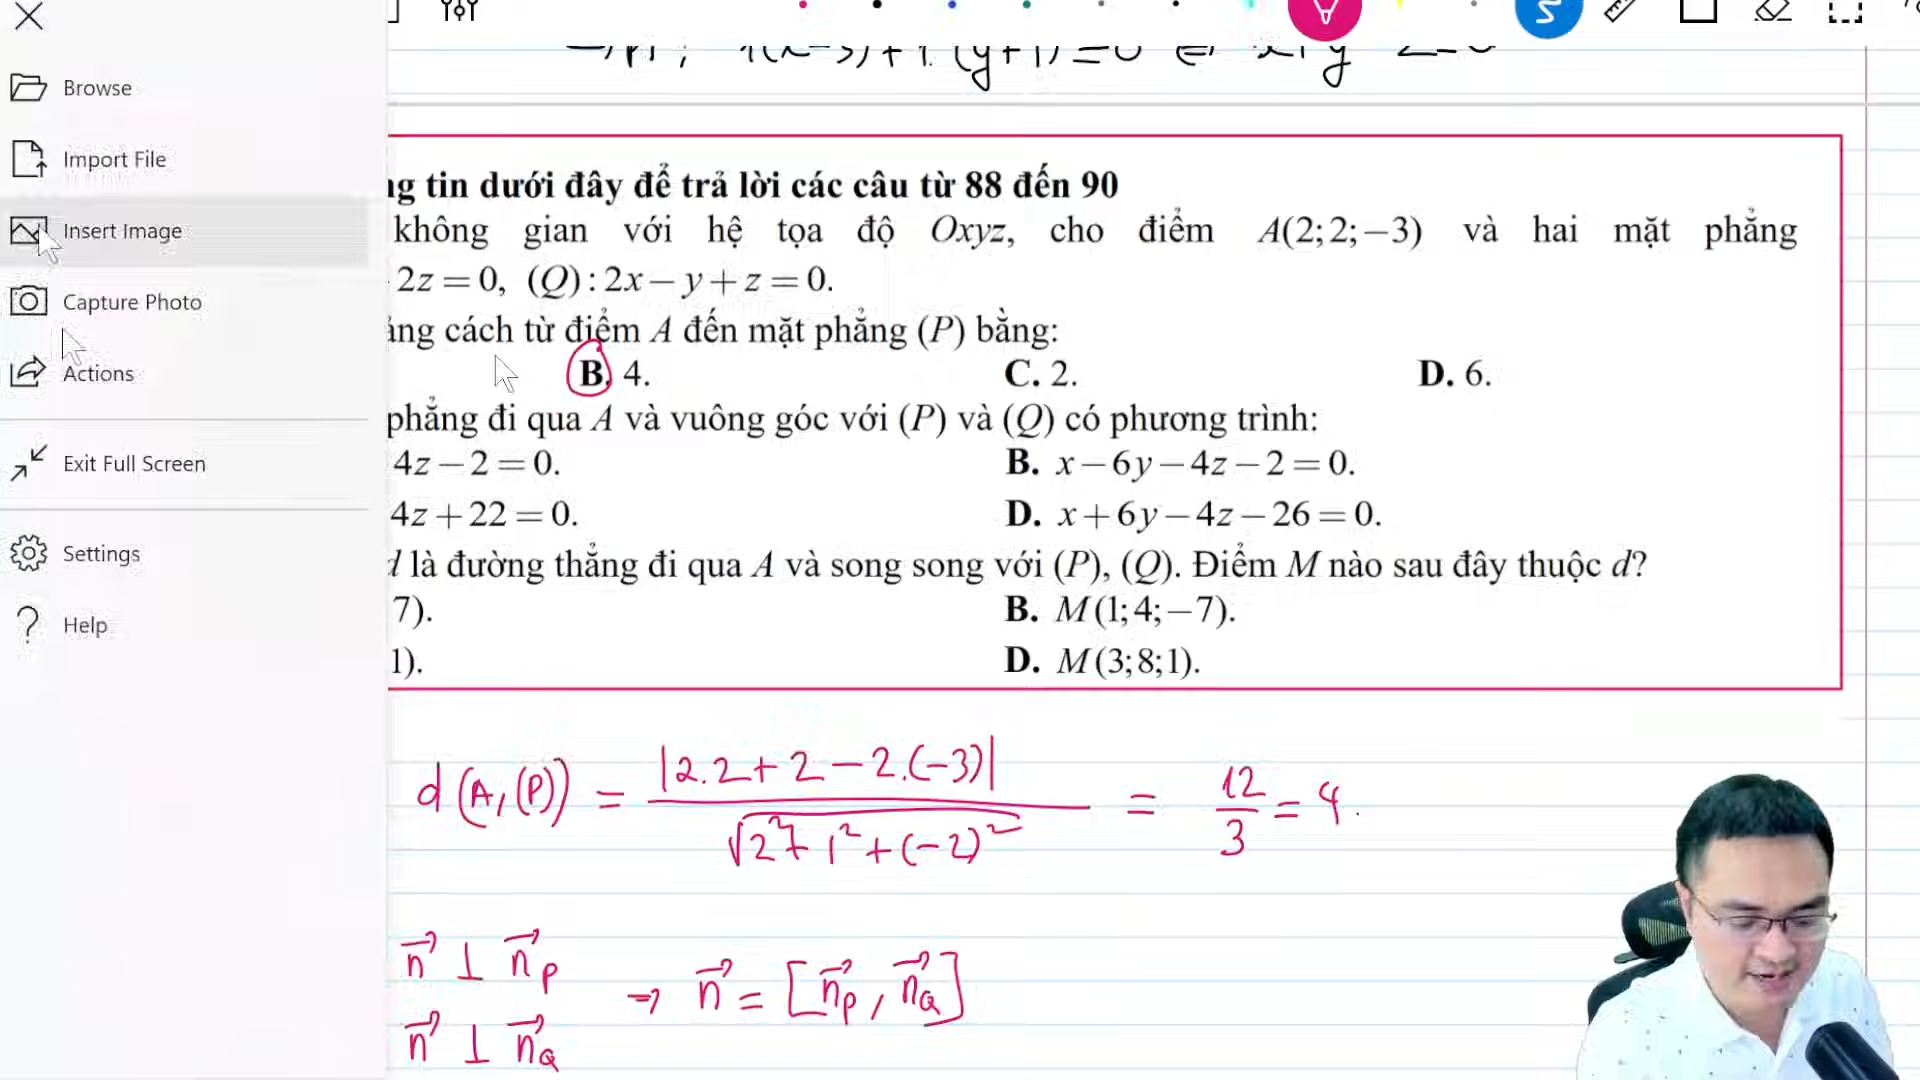 Browse
Import File
Insert Image
Capture Photo
Actions
Exit Full Screen
Settings
Help
tin dưới đây để trả lời các câu từ 88 đến 90
không gian với hệ tọa độ Oxyz, cho điểm A(2;2;−3) và hai mặt phẳng
2z = 0, (Q): 2x − y + z = 0.
cách từ điểm A đến mặt phẳng (P) bằng:
B. 4. C. 2. D. 6.
phẳng đi qua A và vuông góc với (P) và (Q) có phương trình:
4z − 2 = 0. B. x − 6y − 4z − 2 = 0.
4z + 22 = 0. D. x + 6y − 4z − 26 = 0.
là đường thẳng đi qua A và song song với (P), (Q). Điểm M nào sau đây thuộc d?
7). B. M(1;4;−7).
1). D. M(3;8;1).
d(A,(P)) = |2.2+2−2.(−3)| / √2²+1²+(−2)² = 12/3 = 4.
n⃗ ⊥ n⃗P
⇒ n⃗ = [n⃗P, n⃗Q]
n⃗ ⊥ n⃗Q